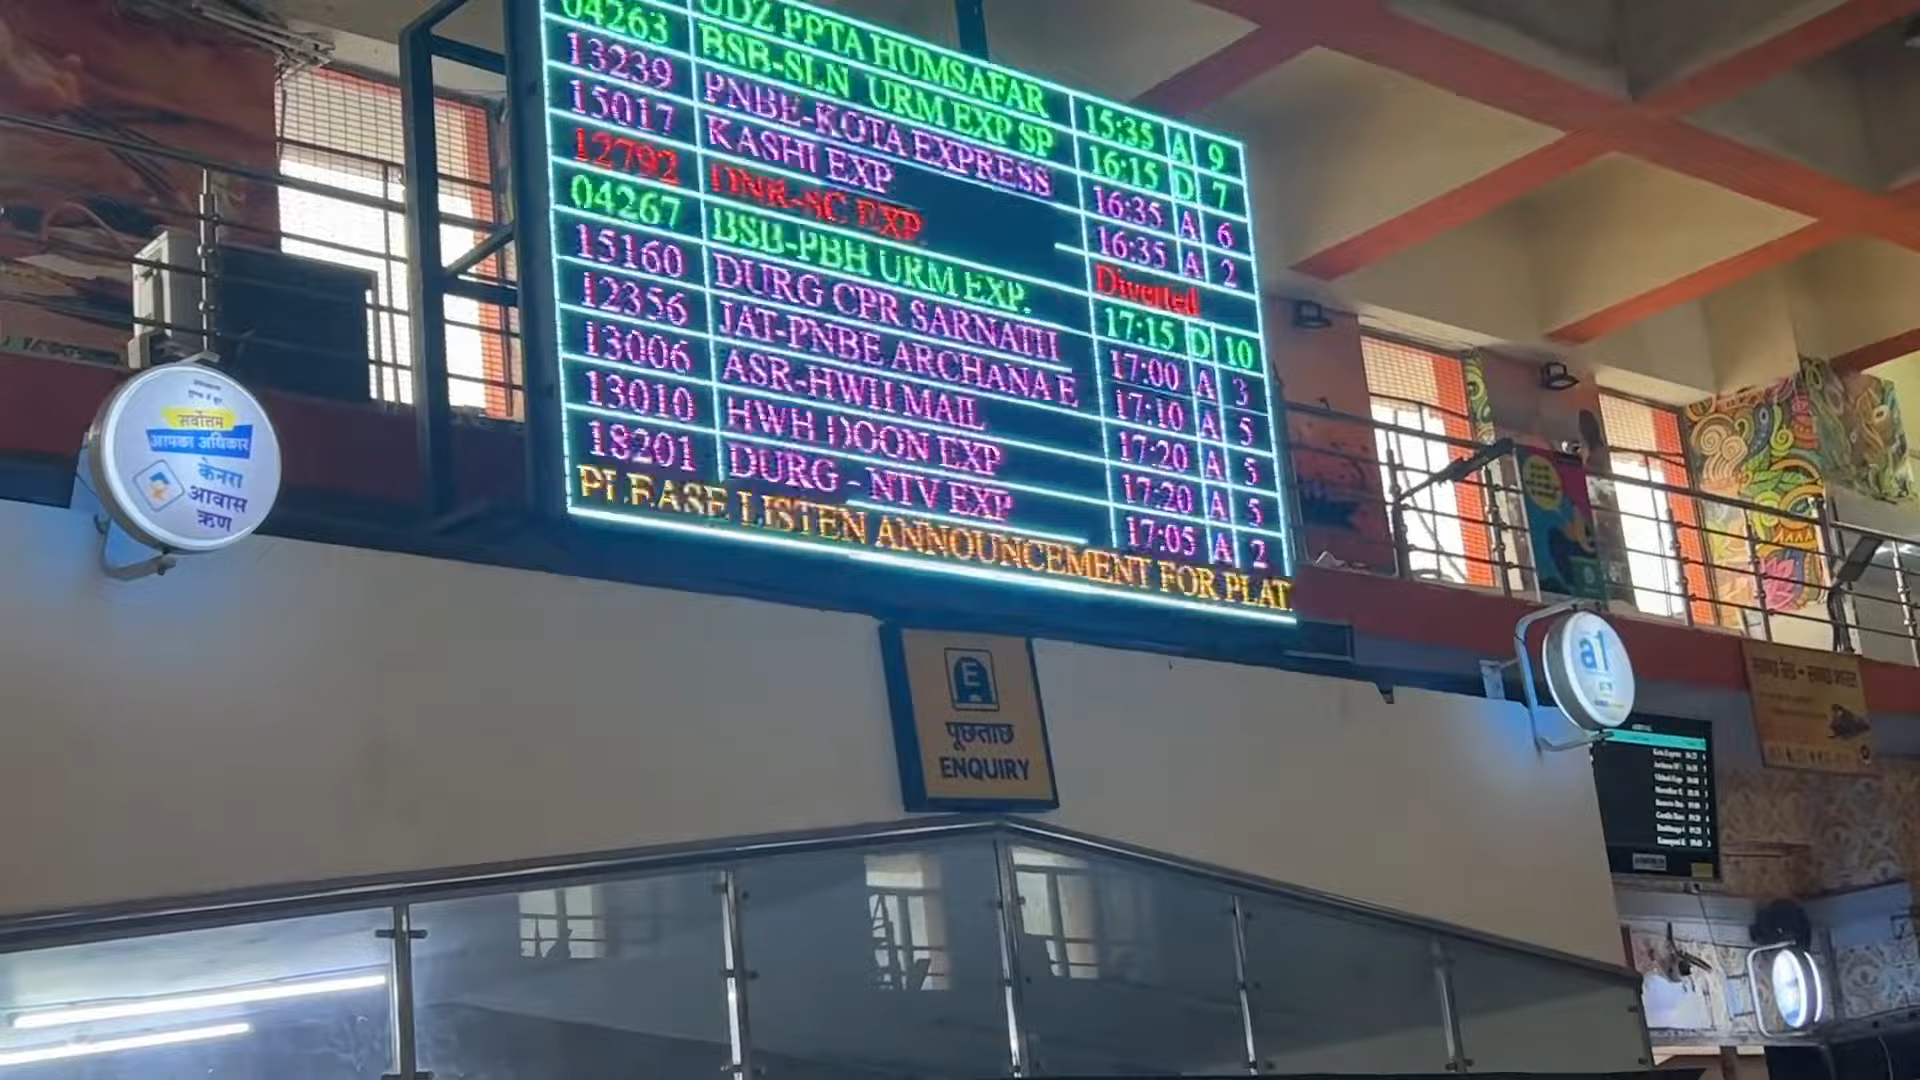 UDZ PPTA HUMSAFAR 15:35 A 9
04263 BSB-SLN URM EXP SP 16:15 D 7
13239 PNBE-KOTA EXPRESS 16:35 A 6
15017 KASHI EXP 16:35 A 2
12792 DNR-SC EXP Diverted
04267 BSB-PBH URM EXP. 17:15 D 10
15160 DURG CPR SARNATH 17:00 A 3
12356 JAT-PNBE ARCHANA E 17:10 A 5
13006 ASR-HWH MAIL 17:20 A 5
13010 HWH DOON EXP 17:20 A 5
18201 DURG - NTV EXP 17:05 A 2
PLEASE LISTEN ANNOUNCEMENT FOR PLAT
सर्वोत्तम
आपका अधिकार
केनरा
आवास
ऋण
E
पूछताछ
ENQUIRY
a1